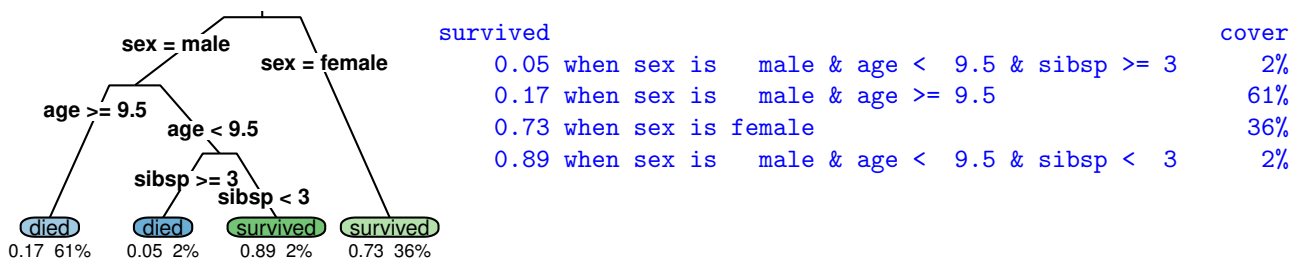 sex = male
sex = female
age >= 9.5
age < 9.5
sibsp >= 3
sibsp < 3
died
died
survived
survived
0.17 61%
0.05 2%
0.89 2%
0.73 36%
survived cover
0.05 when sex is male & age < 9.5 & sibsp >= 3 2%
0.17 when sex is male & age >= 9.5 61%
0.73 when sex is female 36%
0.89 when sex is male & age < 9.5 & sibsp < 3 2%